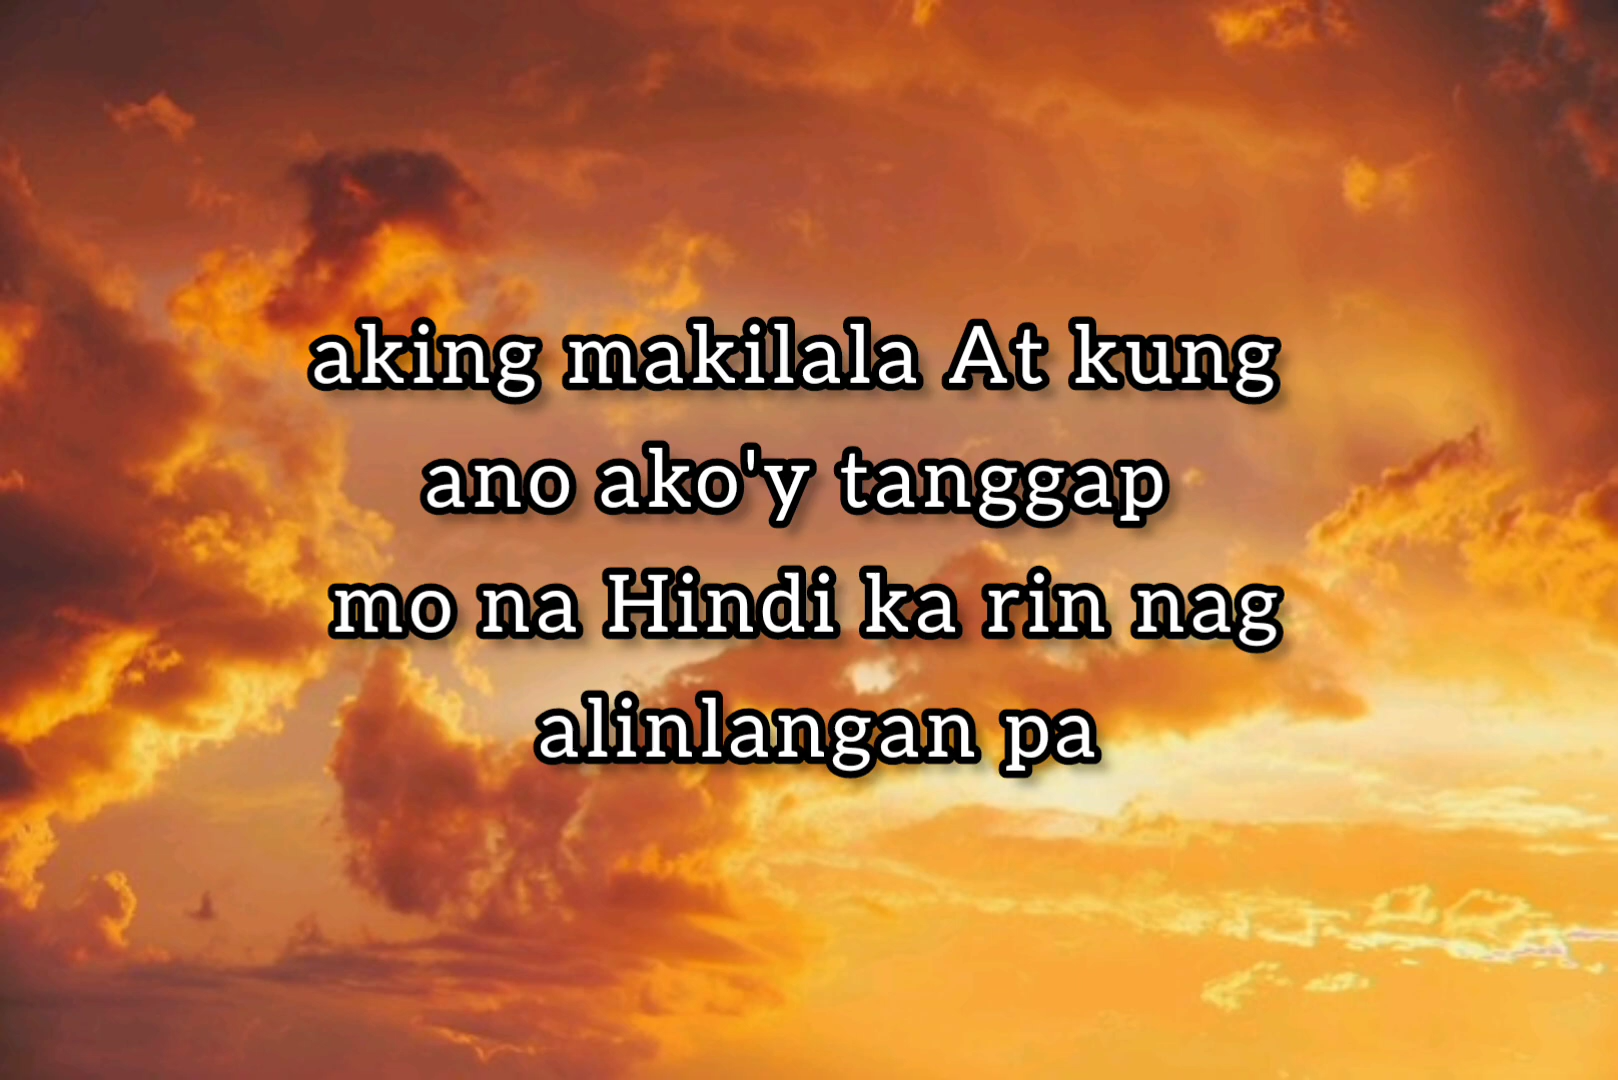 aking makilala At kung
ano ako'y tanggap
mo na Hindi ka rin nag
alinlangan pa